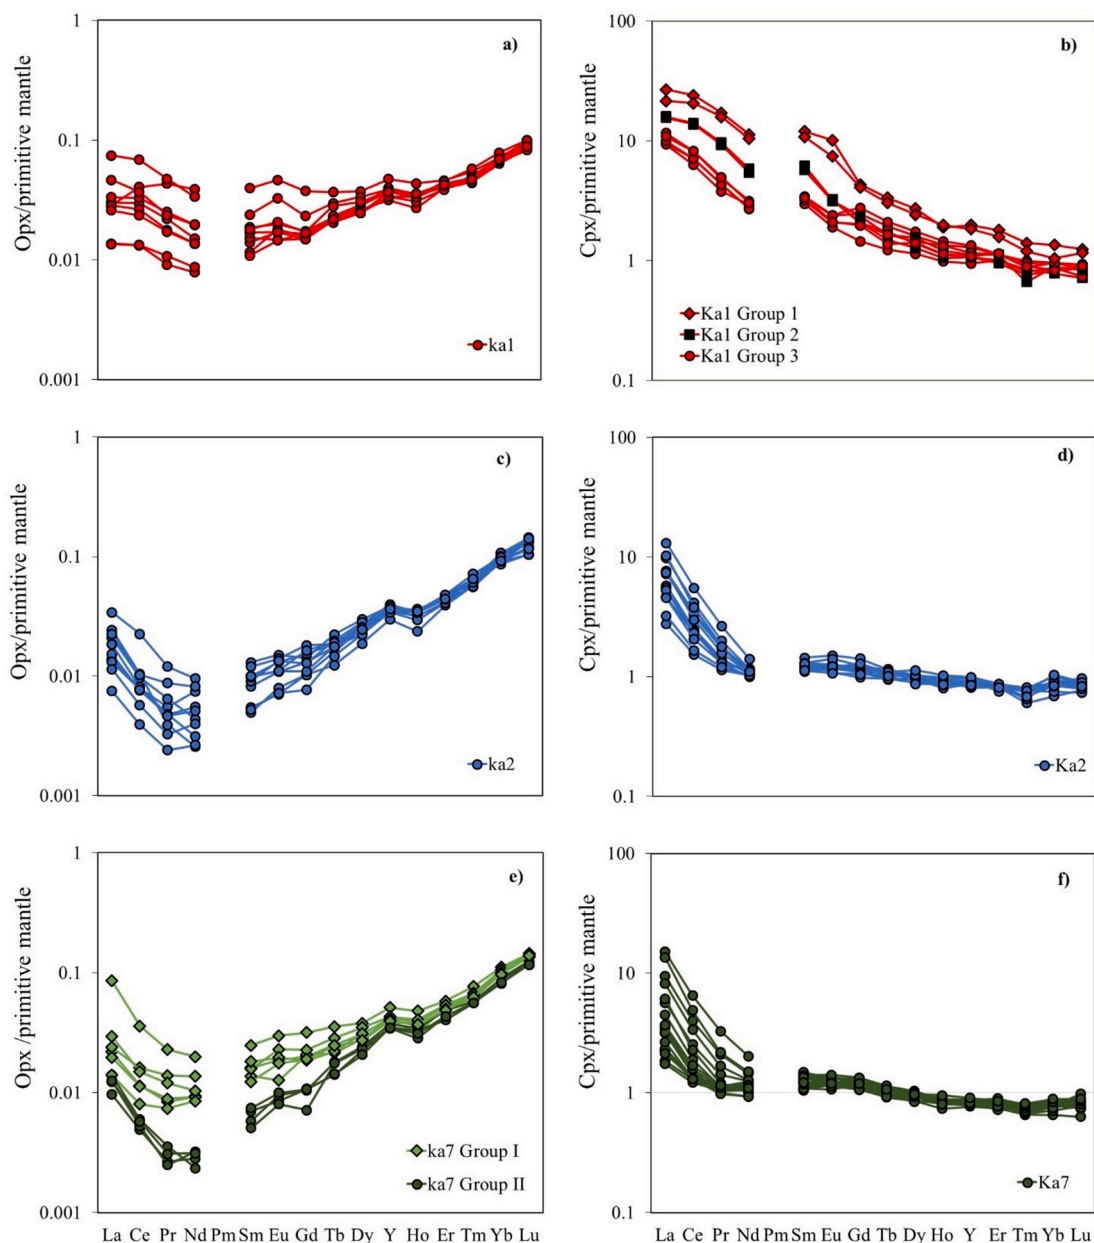 a)
Opx/primitive mantle
1
0.1
0.01
0.001
ka1
b)
Cpx/primitive mantle
100
10
1
0.1
Ka1 Group 1
Ka1 Group 2
Ka1 Group 3
c)
Opx/primitive mantle
1
0.1
0.01
0.001
ka2
d)
Cpx/primitive mantle
100
10
1
0.1
Ka2
e)
Opx /primitive mantle
1
0.1
0.01
0.001
ka7 Group I
ka7 Group II
La Ce Pr Nd Pm Sm Eu Gd Tb Dy Y Ho Er Tm Yb Lu
f)
Cpx/primitive mantle
100
10
1
0.1
Ka7
La Ce Pr Nd Pm Sm Eu Gd Tb Dy Ho Y Er Tm Yb Lu